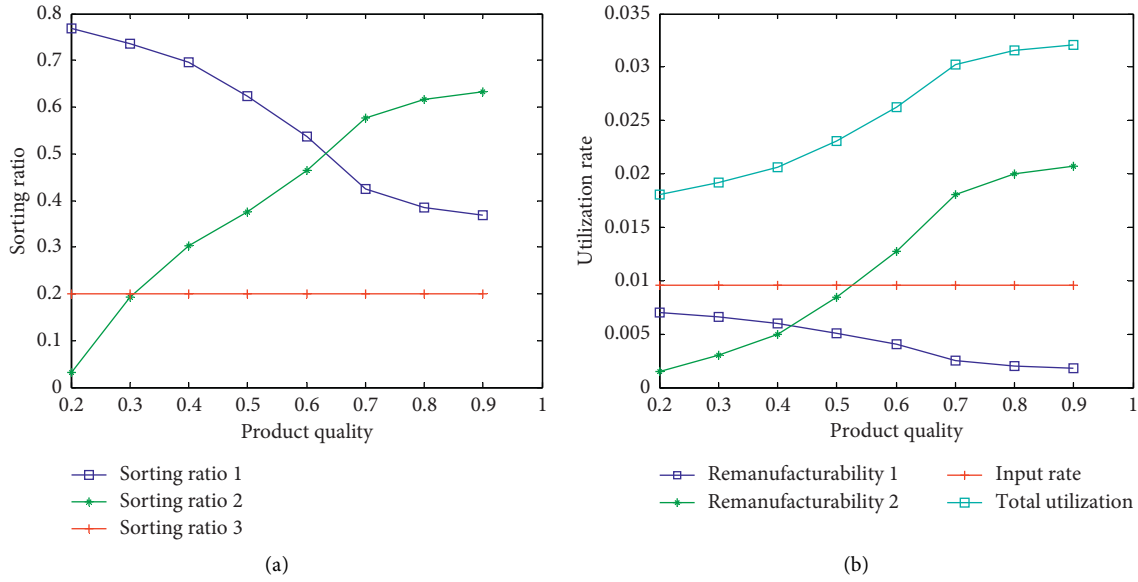 0.8
0.7
0.6
0.5
0.4
0.3
0.2
0.1
0
Sorting ratio
0.2 0.3 0.4 0.5 0.6 0.7 0.8 0.9 1
Product quality
Sorting ratio 1
Sorting ratio 2
Sorting ratio 3
(a)
0.035
0.03
0.025
0.02
0.015
0.01
0.005
0
Utilization rate
0.2 0.3 0.4 0.5 0.6 0.7 0.8 0.9 1
Product quality
Remanufacturability 1
Remanufacturability 2
Input rate
Total utilization
(b)